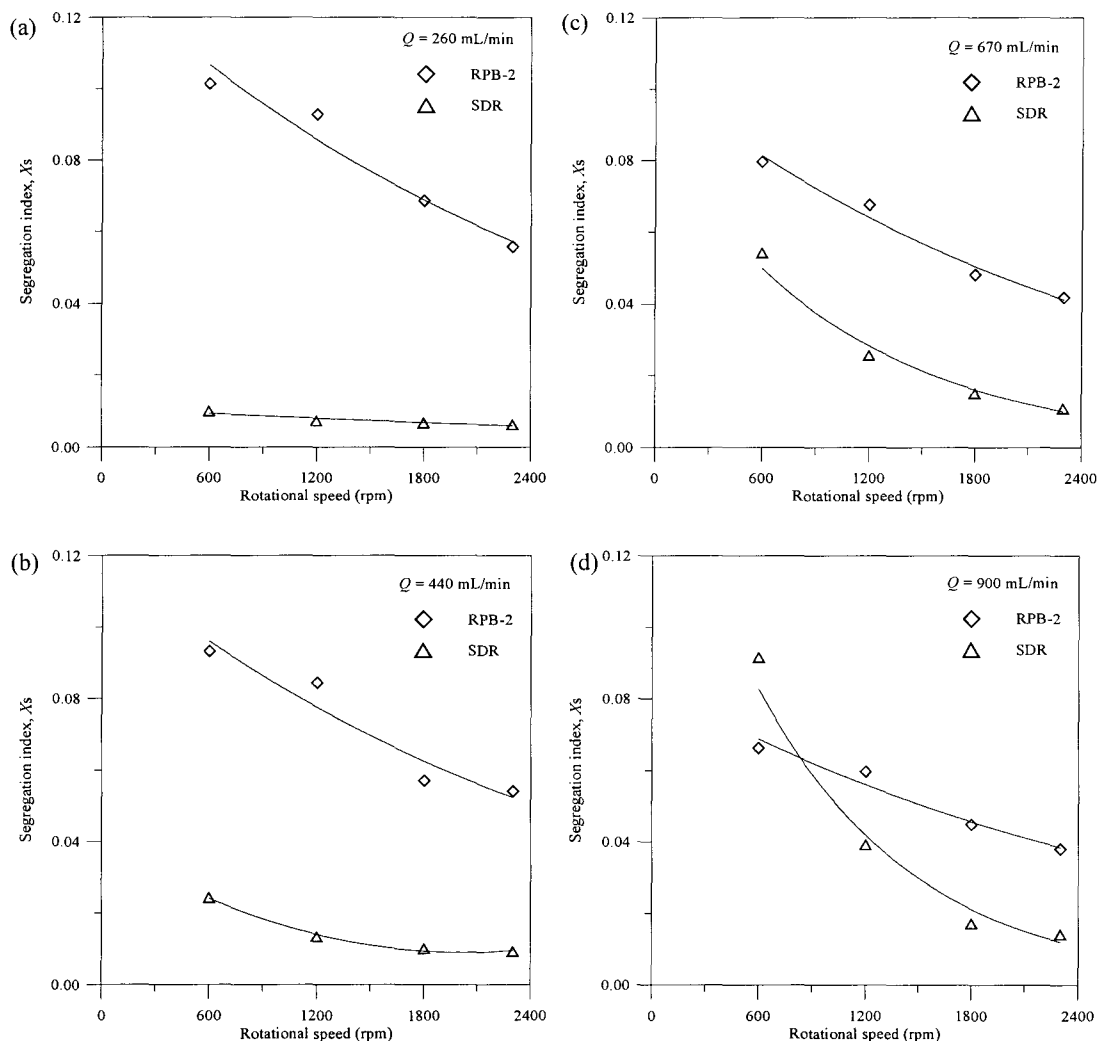 (a)
0.12
0.08
0.04
0.00
Segregation index, Xs
Q = 260 mL/min
RPB-2
SDR
0 600 1200 1800 2400
Rotational speed (rpm)
(b)
0.12
0.08
0.04
0.00
Segregation index, Xs
Q = 440 mL/min
RPB-2
SDR
0 600 1200 1800 2400
Rotational speed (rpm)
(c)
0.12
0.08
0.04
0.00
Segregation index, Xs
Q = 670 mL/min
RPB-2
SDR
0 600 1200 1800 2400
Rotational speed (rpm)
(d)
0.12
0.08
0.04
0.00
Segregation index, Xs
Q = 900 mL/min
RPB-2
SDR
0 600 1200 1800 2400
Rotational speed (rpm)